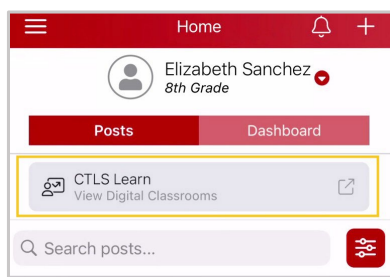 Home
Elizabeth Sanchez
8th Grade
Posts Dashboard
CTLS Learn
View Digital Classrooms
Search posts...